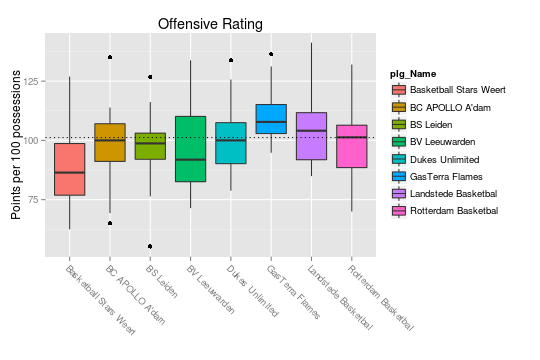 Offensive Rating
Points per 100 possessions
125
100
75
Basketball Stars Weert
BC APOLLO A'dam
BS Leiden
BV Leeuwarden
Dukes Unlimited
GasTerra Flames
Landstede Basketbal
Rotterdam Basketbal
plg_Name
Basketball Stars Weert
BC APOLLO A'dam
BS Leiden
BV Leeuwarden
Dukes Unlimited
GasTerra Flames
Landstede Basketbal
Rotterdam Basketbal